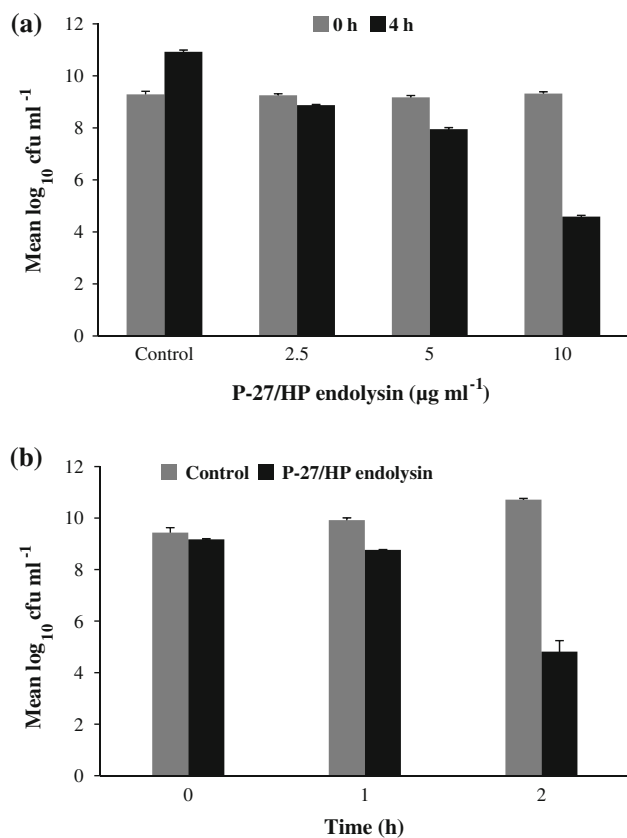 (a)
0 h 4 h
12
10
8
6
4
2
0
Mean log10 cfu ml-1
Control 2.5 5 10
P-27/HP endolysin (µg ml-1)
(b)
Control P-27/HP endolysin
12
10
8
6
4
2
0
Mean log10 cfu ml-1
0 1 2
Time (h)